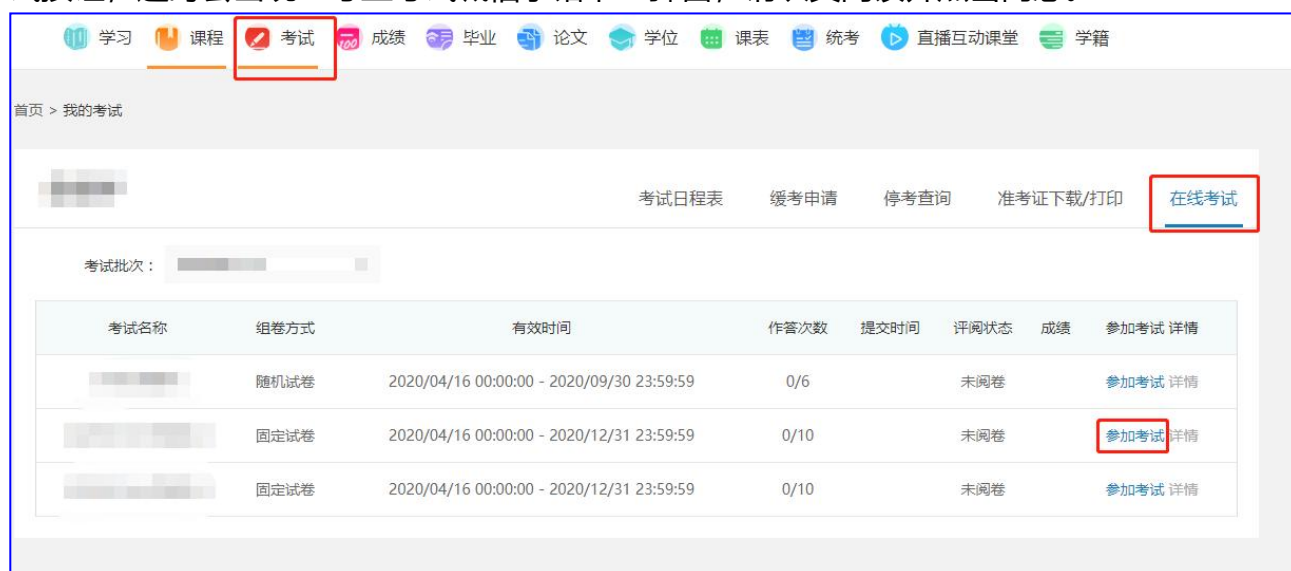 学习 课程 考试 成绩 毕业 论文 学位 课表 统考 直播互动课堂 学籍
首页 > 我的考试
考试日程表 缓考申请 停考查询 准考证下载/打印 在线考试
考试批次：
考试名称 组卷方式 有效时间 作答次数 提交时间 评阅状态 成绩 参加考试 详情
随机试卷 2020/04/16 00:00:00 - 2020/09/30 23:59:59 0/6 未阅卷 参加考试 详情
固定试卷 2020/04/16 00:00:00 - 2020/12/31 23:59:59 0/10 未阅卷 参加考试 详情
固定试卷 2020/04/16 00:00:00 - 2020/12/31 23:59:59 0/10 未阅卷 参加考试 详情